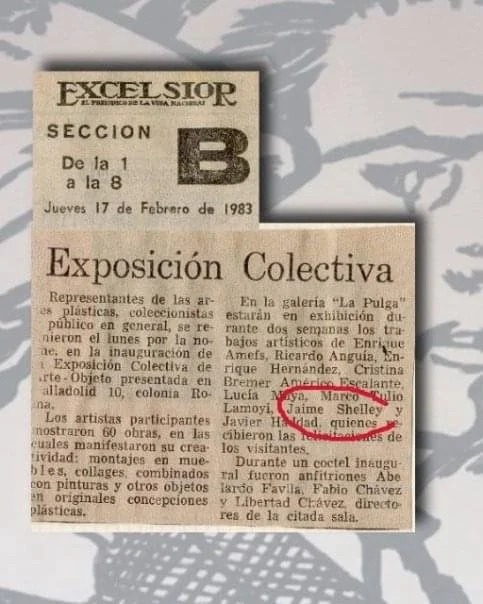 EXCELSIOR
EL PERIODICO DE LA VIDA NACIONAL
SECCION
B
De la 1
a la 8
Jueves 17 de Febrero de 1983
Exposición Colectiva
Representantes de las ar-
es plásticas, coleccionistas
público en general, se re-
nieron el lunes por la no-
he, en la inauguración de
Exposición Colectiva de
rte-Objeto presentada en
alladolid 10, colonia Ro-
na.
Los artistas participantes
mostraron 60 obras, en las
cuales manifestaron su crea-
tividad: montajes en mue-
bles, collages, combinados
con pinturas y otros objetos
en originales concepciones
plásticas.
En la galería "La Pulga"
estarán en exhibición du-
rante dos semanas los tra-
bajos artísticos de Enrique
Amefs, Ricardo Anguía, En-
rique Hernández, Cristina
Bremer Américo Escalante,
Lucía Maya, Marco Tulio
Lamoyi, Jaime Shelley y
Javier Haddad, quienes re-
cibieron las felicitaciones de
los visitantes.
Durante un coctel inaugu-
ral fueron anfitriones Abe
lardo Favila, Fabio Chávez
y Libertad Chávez, directo-
res de la citada sala.